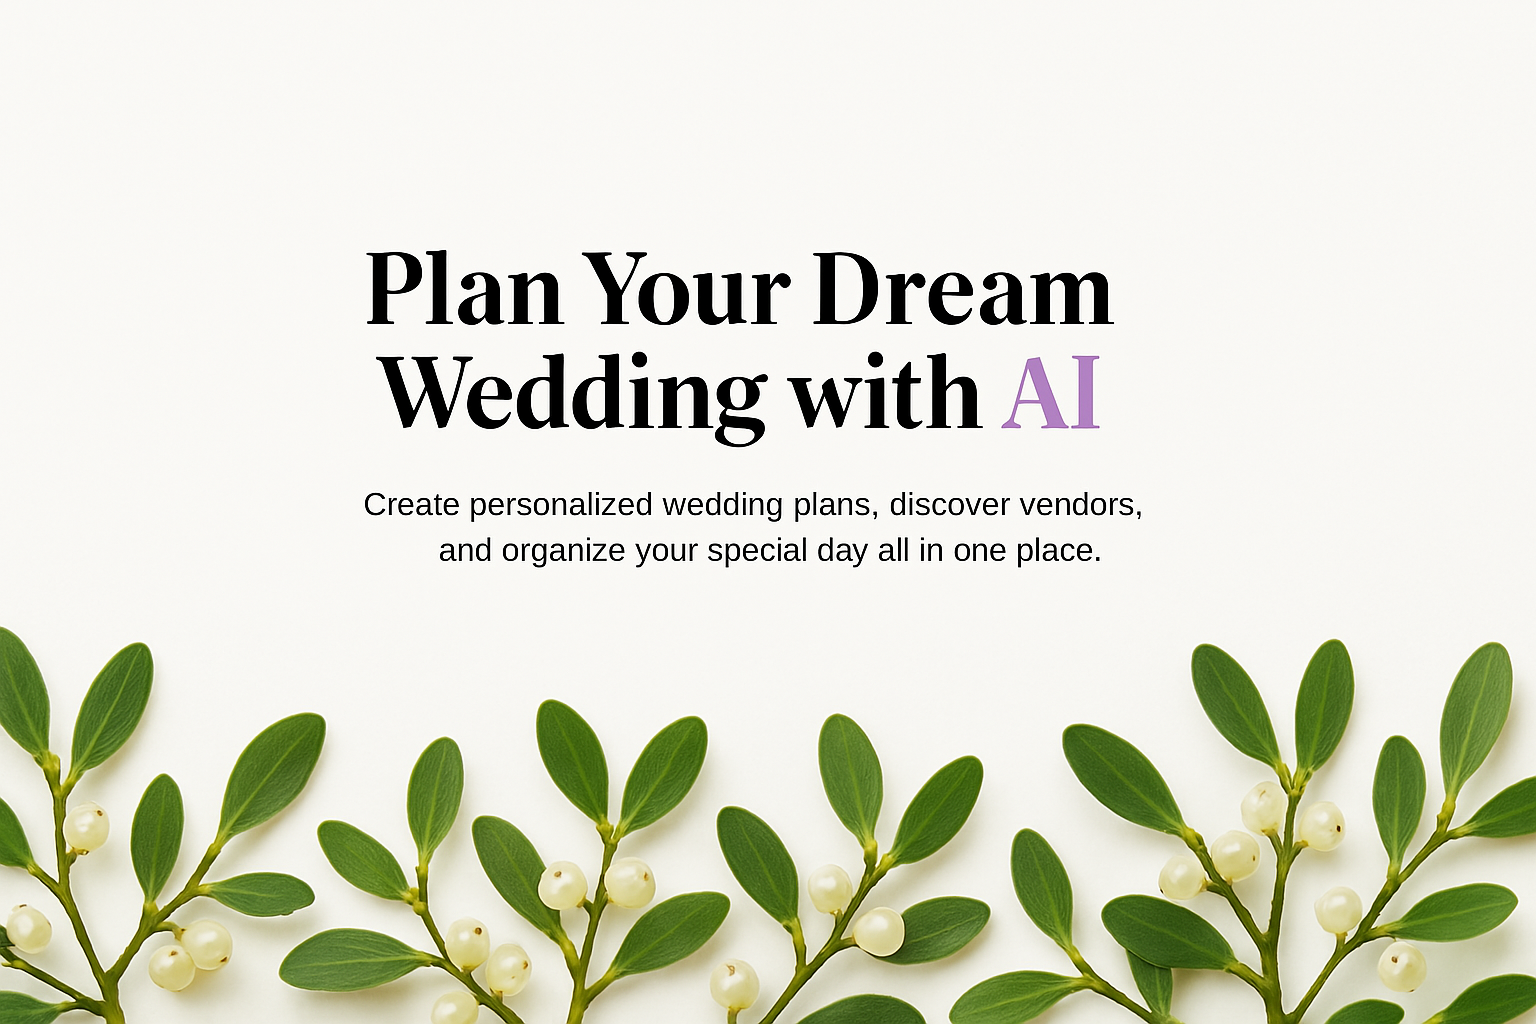 Plan Your Dream
Wedding with AI
Create personalized wedding plans, discover vendors,
and organize your special day all in one place.